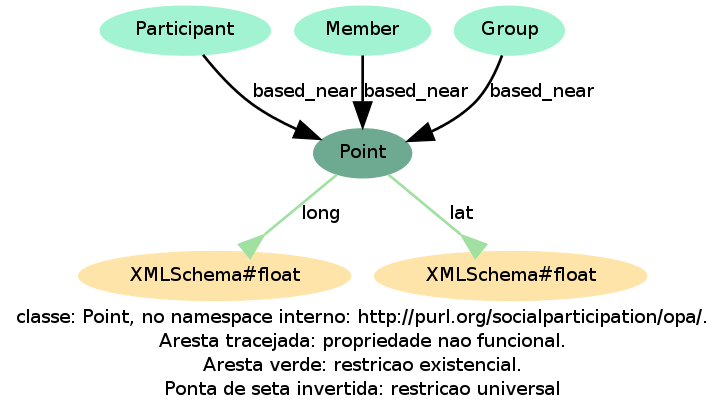 Participant
Member
Group
based_near
based_near
based_near
Point
long
lat
XMLSchema#float
XMLSchema#float
classe: Point, no namespace interno: http://purl.org/socialparticipation/opa/.
Aresta tracejada: propriedade nao funcional.
Aresta verde: restricao existencial.
Ponta de seta invertida: restricao universal